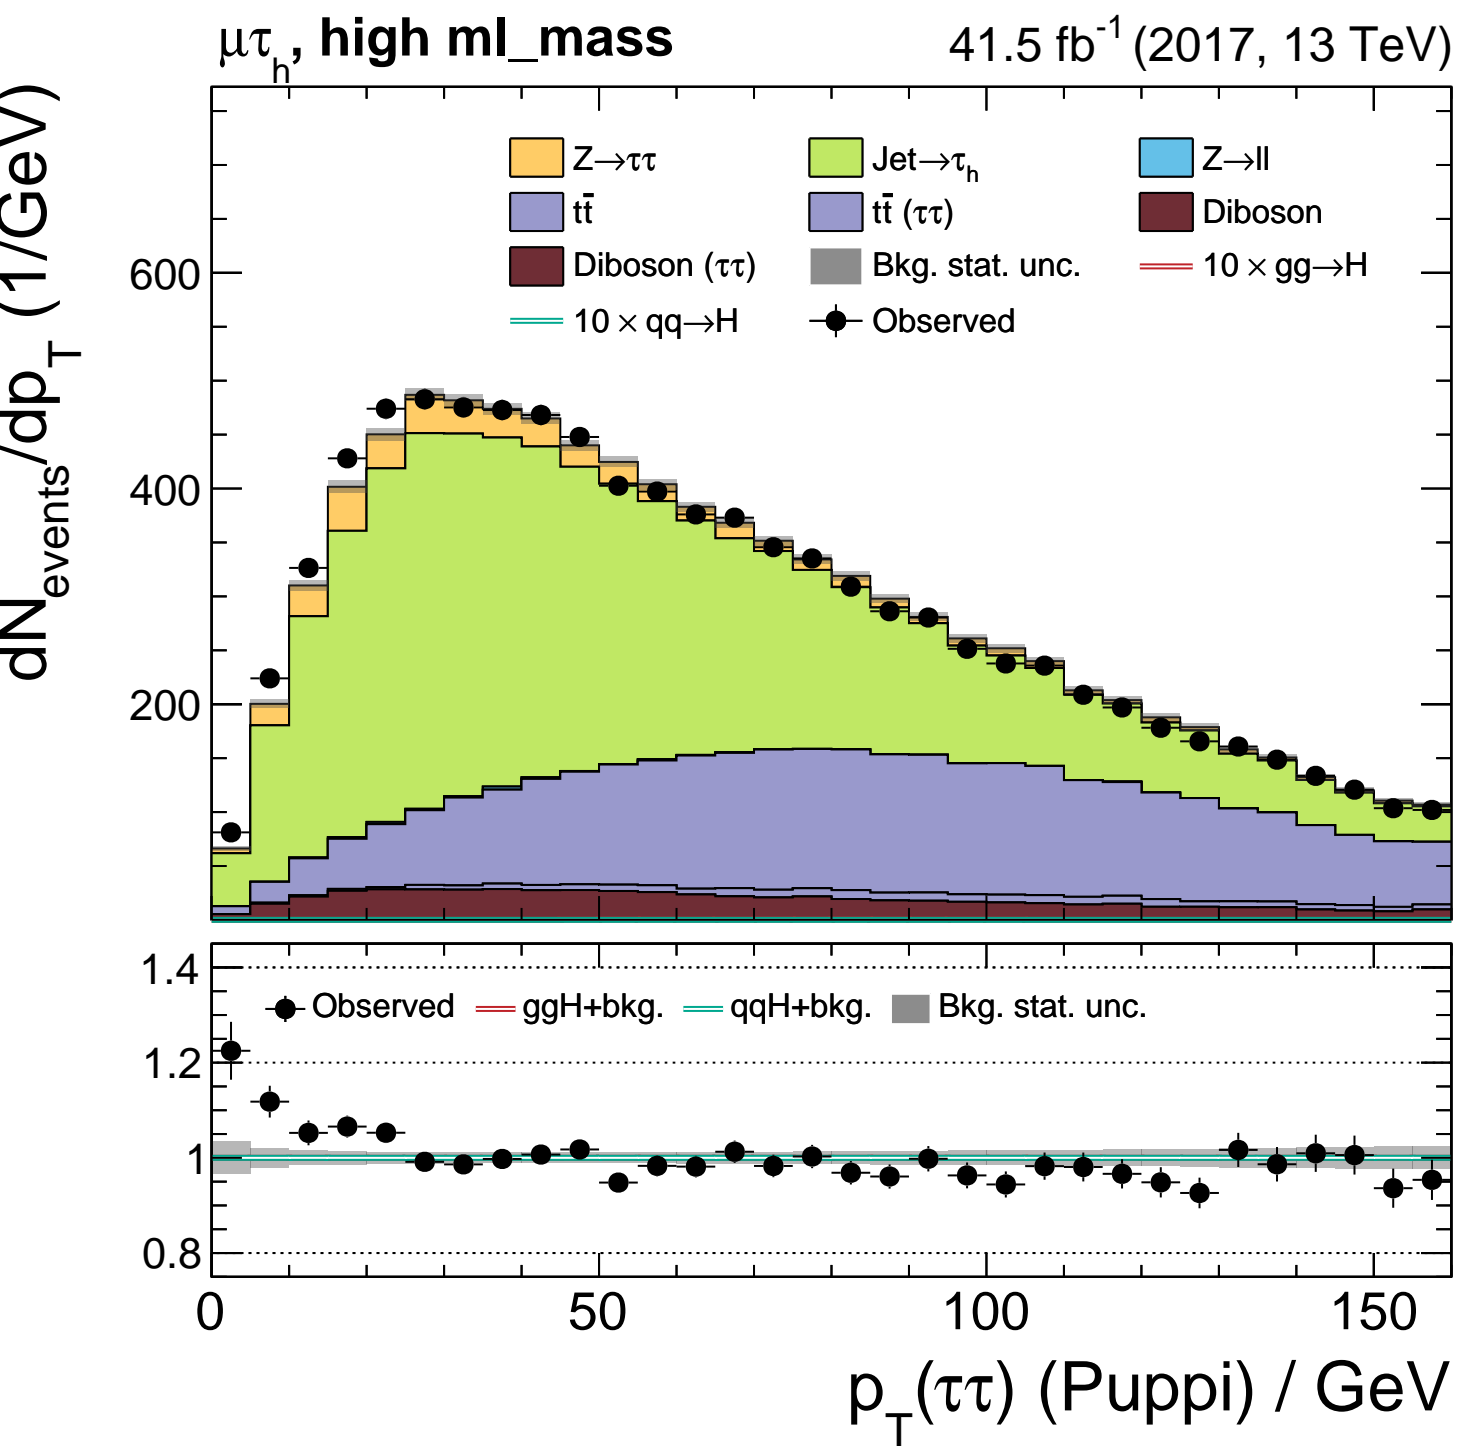 μτh, high ml_mass
41.5 fb-1 (2017, 13 TeV)
dNevents/dpT (1/GeV)
Z→ττ
Jet→τh
Z→ll
tt̄
tt̄ (ττ)
Diboson
Diboson (ττ)
Bkg. stat. unc.
10 × gg→H
10 × qq→H
Observed
600
400
200
1.4
1.2
1
0.8
Observed
ggH+bkg.
qqH+bkg.
Bkg. stat. unc.
0
50
100
150
pT(ττ) (Puppi) / GeV